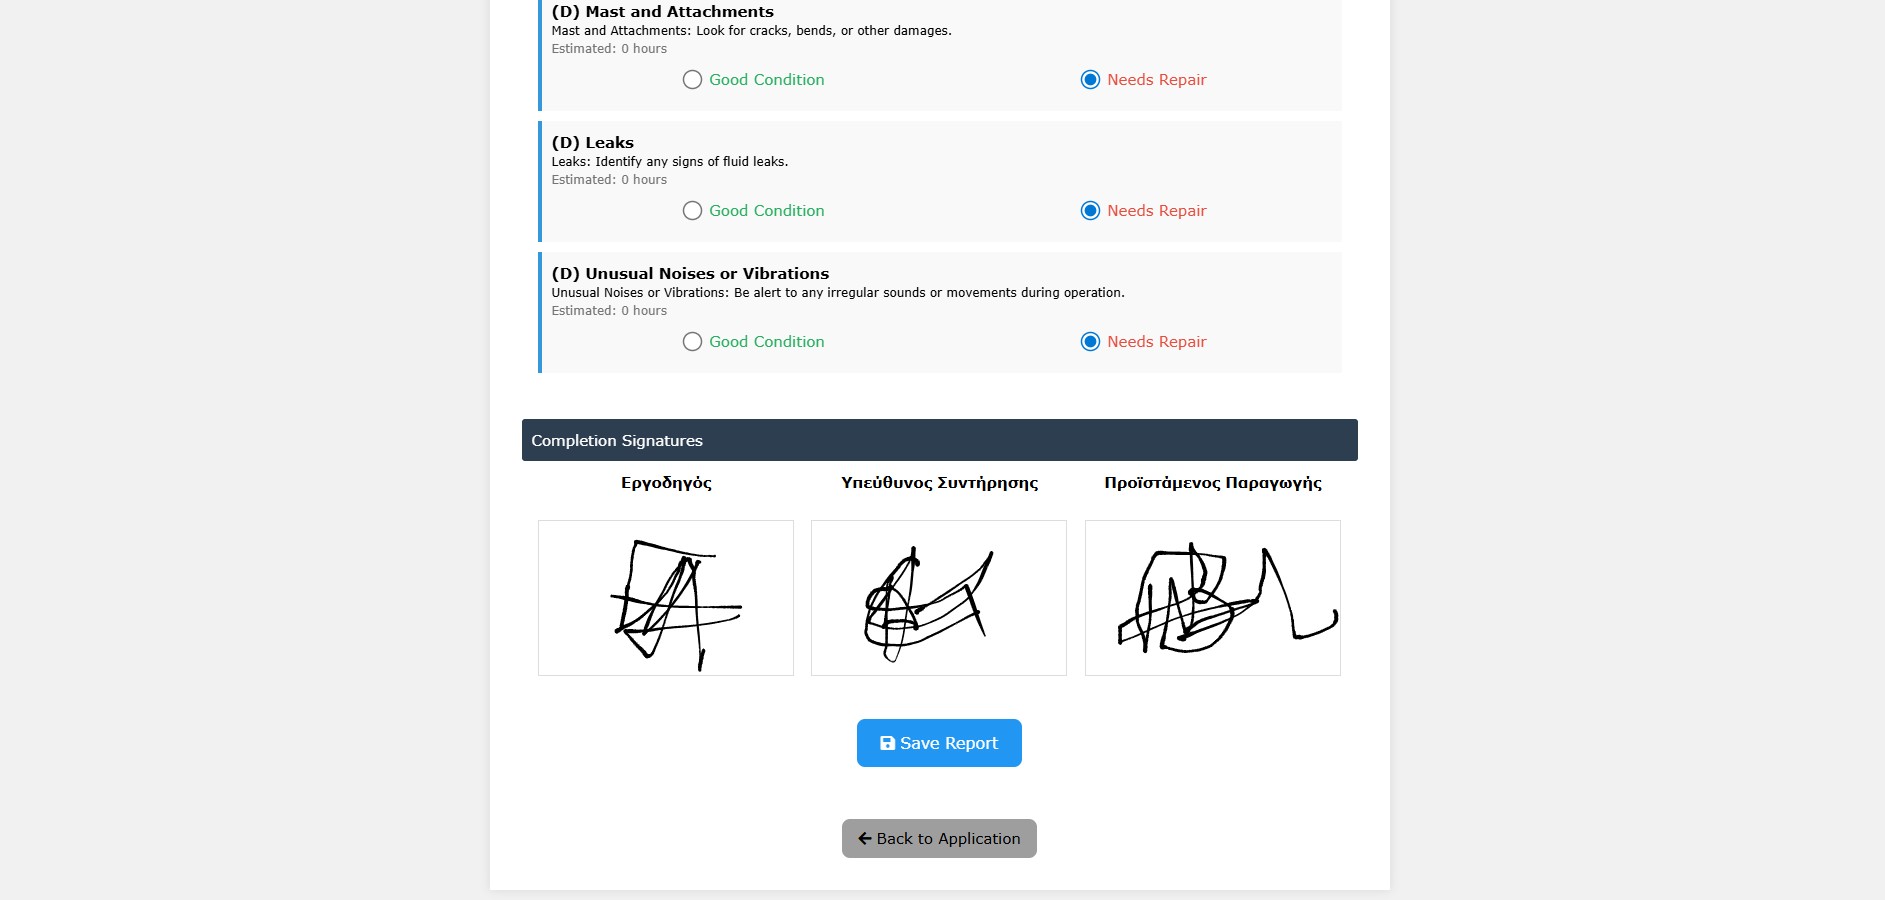 (D) Mast and Attachments
Mast and Attachments: Look for cracks, bends, or other damages.
Estimated: 0 hours
Good Condition Needs Repair
(D) Leaks
Leaks: Identify any signs of fluid leaks.
Estimated: 0 hours
Good Condition Needs Repair
(D) Unusual Noises or Vibrations
Unusual Noises or Vibrations: Be alert to any irregular sounds or movements during operation.
Estimated: 0 hours
Good Condition Needs Repair
Completion Signatures
Εργοδηγός Υπεύθυνος Συντήρησης Προϊστάμενος Παραγωγής
Save Report
Back to Application